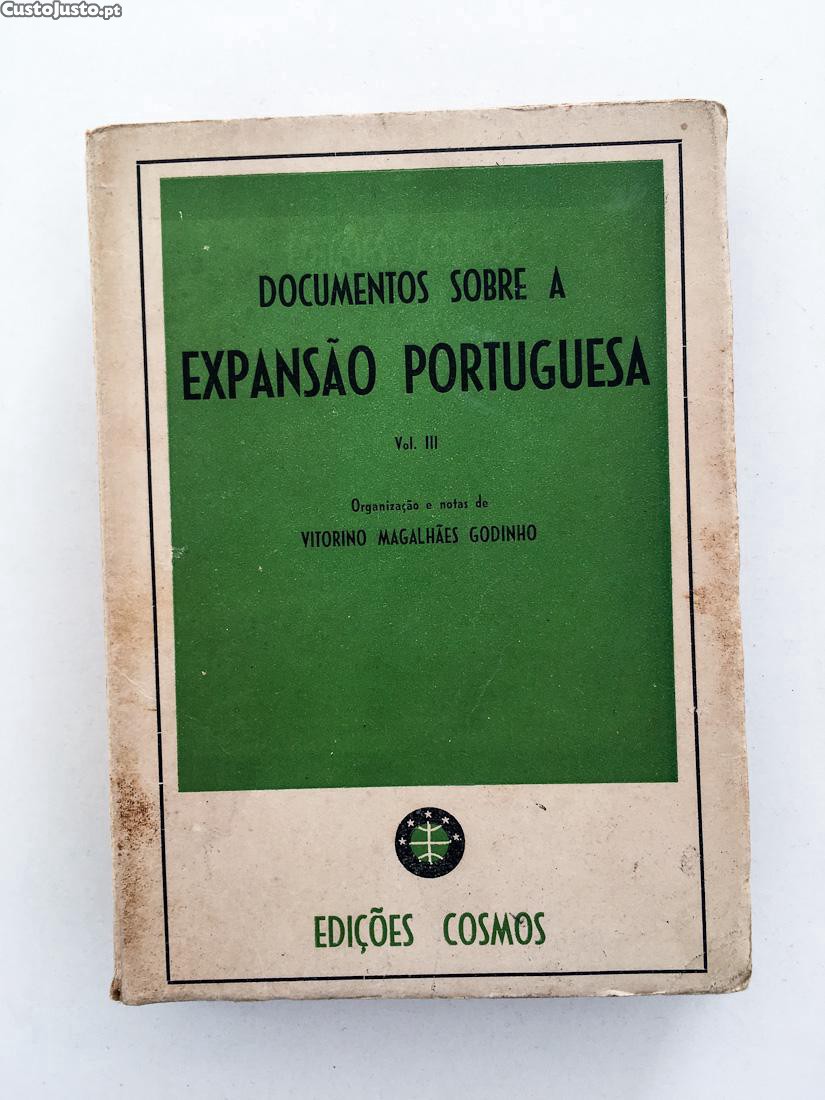 CustoJusto.pt
DOCUMENTOS SOBRE A
EXPANSÃO PORTUGUESA
Vol. III
Organização e notas de
VITORINO MAGALHÃES GODINHO
EDIÇÕES COSMOS